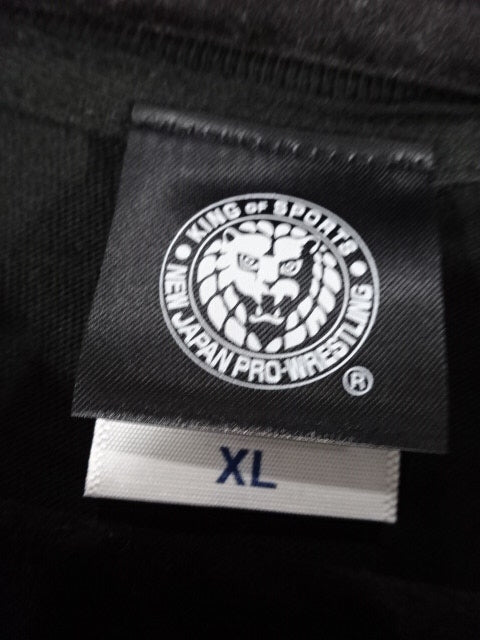 KING OF SPORTS
NEW JAPAN PRO-WRESTLING
®
XL